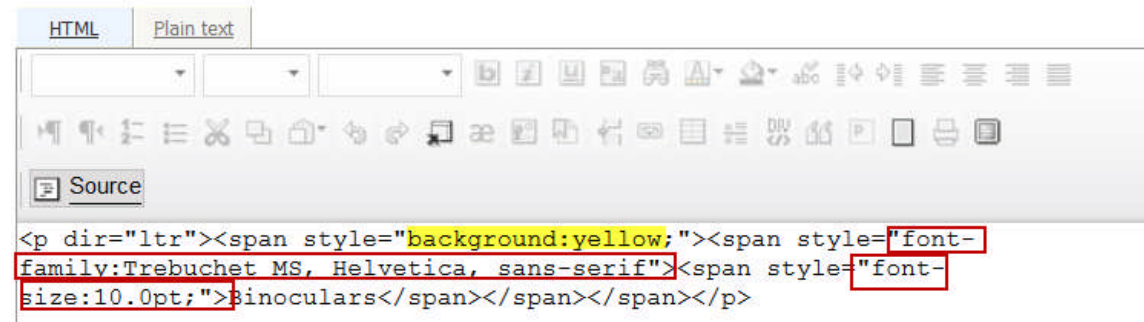 HTML Plain text
Source
<p dir="ltr"><span style="background:yellow;"><span style="font-
family:Trebuchet MS, Helvetica, sans-serif"><span style="font-
size:10.0pt;">Binoculars</span></span></span></p>